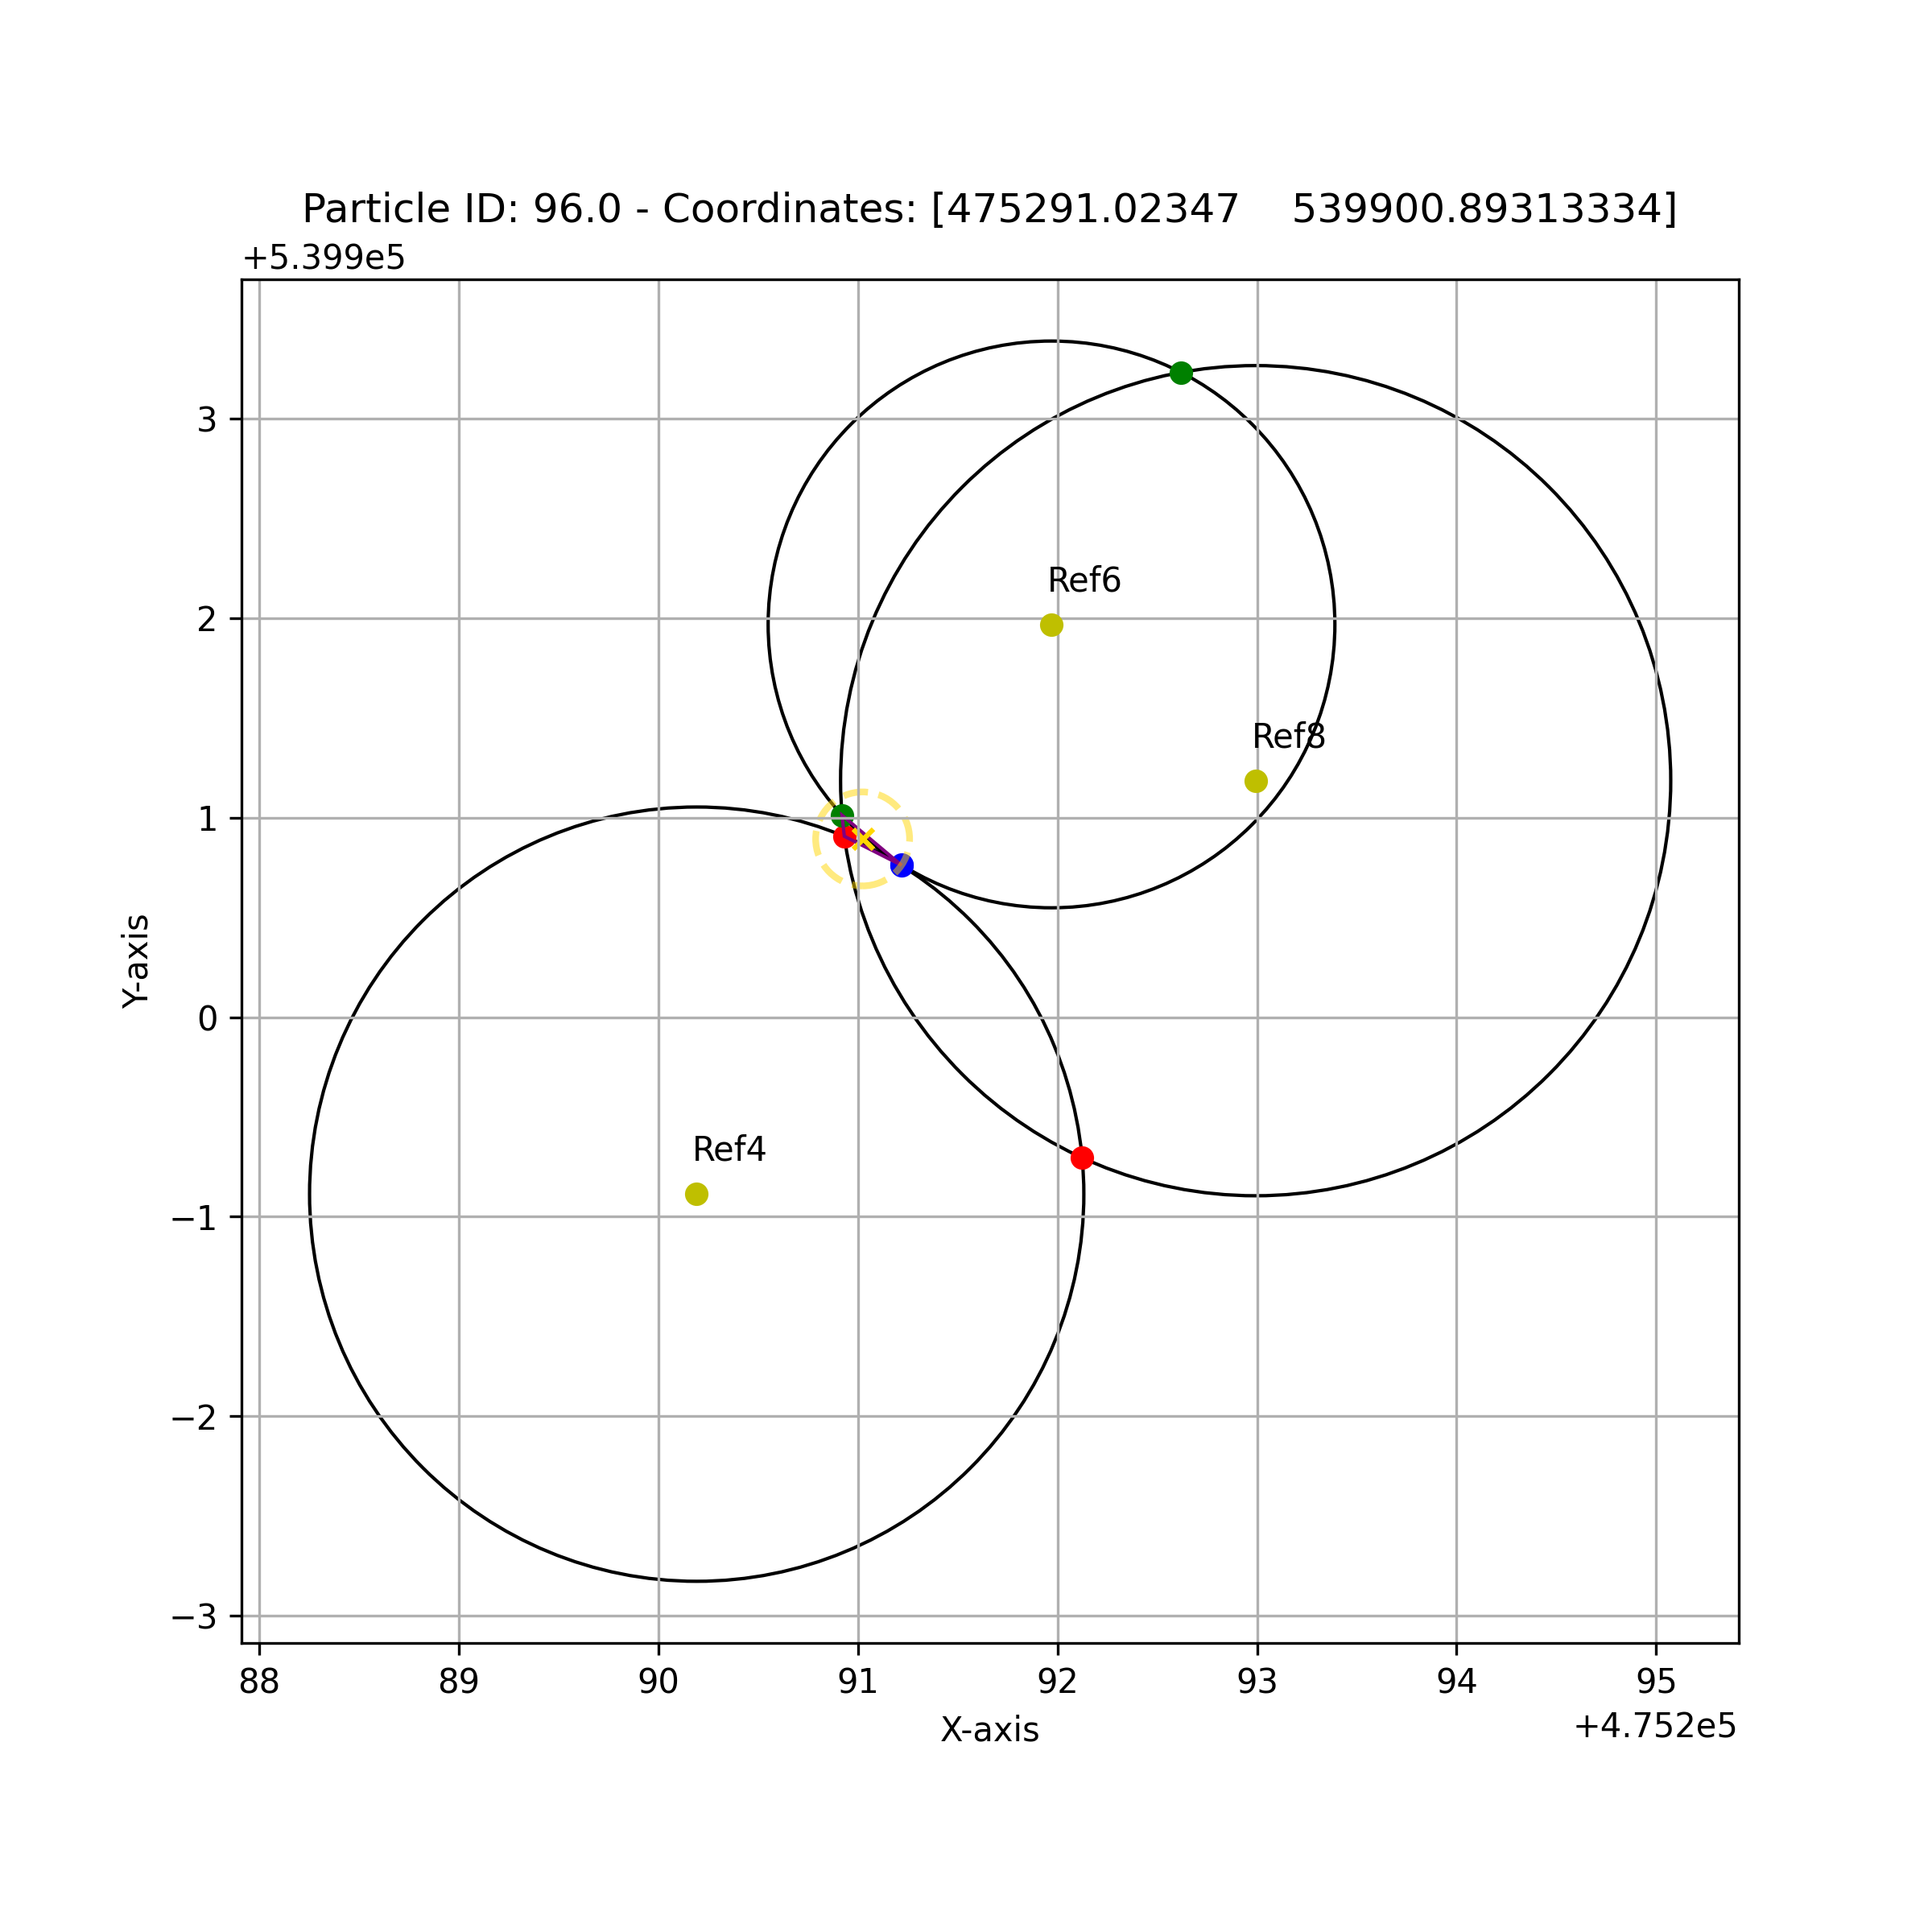 Particle ID: 96.0 - Coordinates: [475291.02347    539900.89313334]
+5.399e5
3
2
1
0
−1
−2
−3
Y-axis
Ref6
Ref8
Ref4
88 89 90 91 92 93 94 95
X-axis
+4.752e5